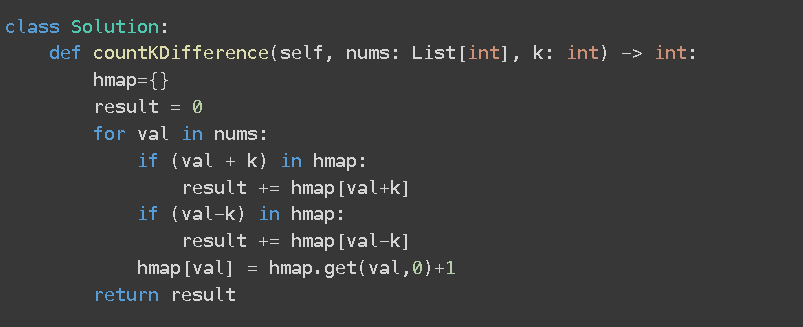 class Solution:
    def countKDifference(self, nums: List[int], k: int) -> int:
        hmap={}
        result = 0
        for val in nums:
            if (val + k) in hmap:
                result += hmap[val+k]
            if (val-k) in hmap:
                result += hmap[val-k]
            hmap[val] = hmap.get(val,0)+1
        return result